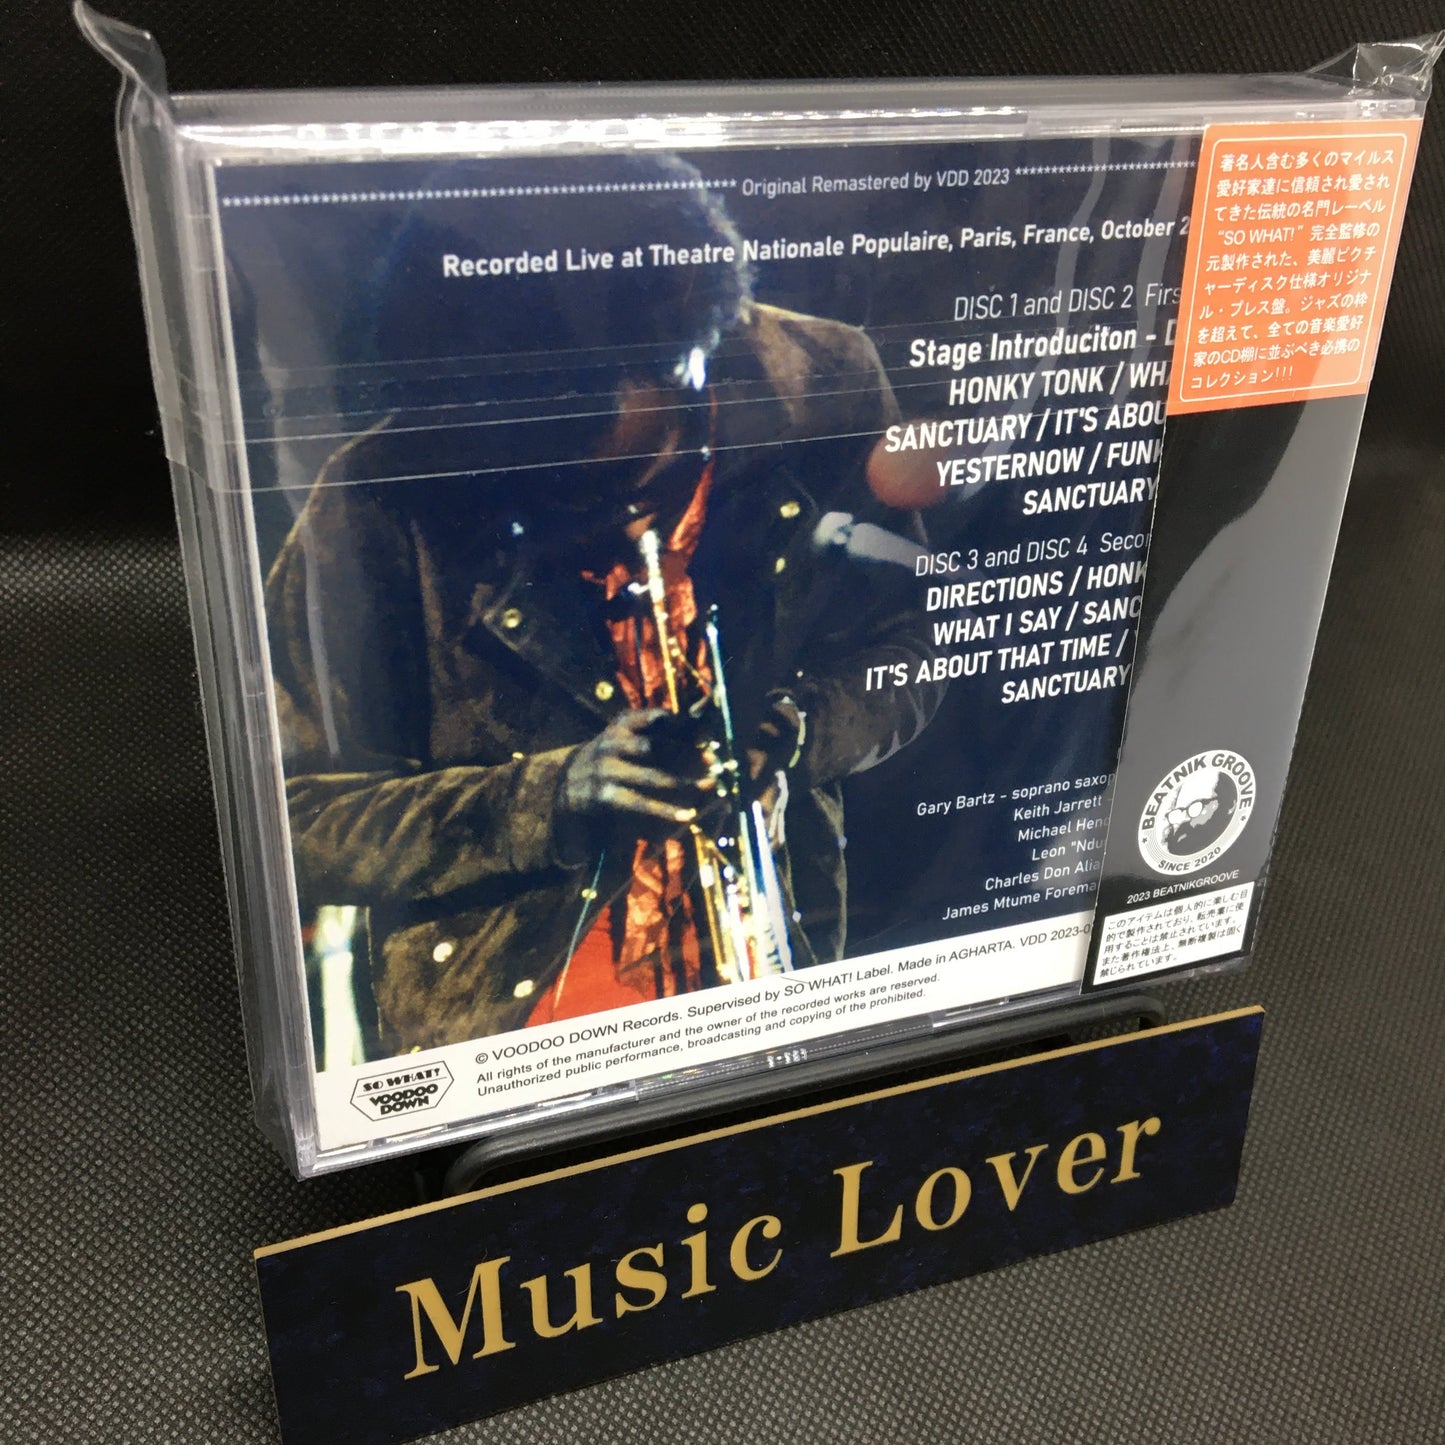 ************************************************ Original Remastered by VDD 2023 **************************
Recorded Live at Theatre Nationale Populaire, Paris, France, October 2
DISC 1 and DISC 2 Firs
Stage Introduciton - D
HONKY TONK / WHA
SANCTUARY / IT'S ABOU
YESTERNOW / FUNK
SANCTUARY
DISC 3 and DISC 4 Secon
DIRECTIONS / HONK
WHAT I SAY / SANC
IT'S ABOUT THAT TIME /
SANCTUARY
Gary Bartz - soprano saxop
Keith Jarrett -
Michael Hend
Leon "Ndug
Charles Don Alia
James Mtume Forema
© VOODOO DOWN Records. Supervised by SO WHAT! Label. Made in AGHARTA. VDD 2023-0
All rights of the manufacturer and the owner of the recorded works are reserved.
Unauthorized public performance, broadcasting and copying of the prohibited.
SO WHAT!
VOODOO
DOWN
著名人含む多くのマイルス
愛好家達に信頼され愛され
てきた伝統の名門レーベル
“SO WHAT!”完全監修の
元製作された、美麗ピクチ
ャーディスク仕様オリジナ
ル・プレス盤。ジャズの枠
を超えて、全ての音楽愛好
家のCD棚に並ぶべき必携の
コレクション!!!
BEATNIK GROOVE
SINCE 2020
2023 BEATNIKGROOVE
このアイテムは個人的に楽しむ目
的で製作されており、転売業に使
用することは禁止されています。
また著作権法上、無断複製は固く
禁じられています。
Music Lover